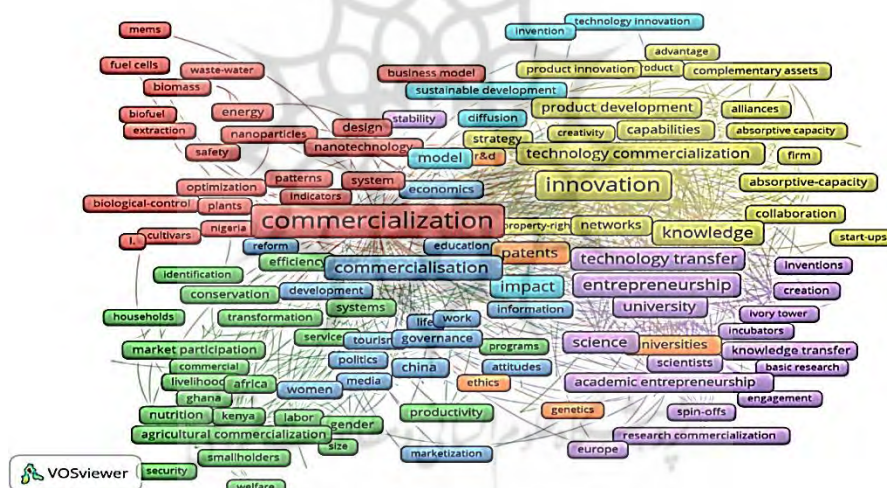 technology innovation
mems
invention
advantage
fuel cells
waste-water
business model
product innovation
roduct
complementary assets
biomass
sustainable development
biofuel
energy
stability
diffusion
product development
alliances
extraction
nanoparticles
design
strategy
creativity
capabilities
absorptive capacity
safety
nanotechnology
model
r&d
technology commercialization
firm
optimization
patterns
system
economics
innovation
absorptive-capacity
biological-control
plants
indicators
collaboration
l.
cultivars
nigeria
commercialization
property-righ
networks
knowledge
start-ups
reform
education
patents
technology transfer
identification
efficiency
commercialisation
inventions
conservation
development
impact
entrepreneurship
creation
households
transformation
systems
information
university
ivory tower
life
work
incubators
market participation
service
tourism
governance
programs
science
niversities
knowledge transfer
commercial
politics
china
attitudes
scientists
basic research
livelihood
africa
women
media
ethics
academic entrepreneurship
ghana
engagement
nutrition
kenya
labor
gender
productivity
genetics
spin-offs
agricultural commercialization
size
research commercialization
smallholders
marketization
europe
VOSviewer
security
welfare